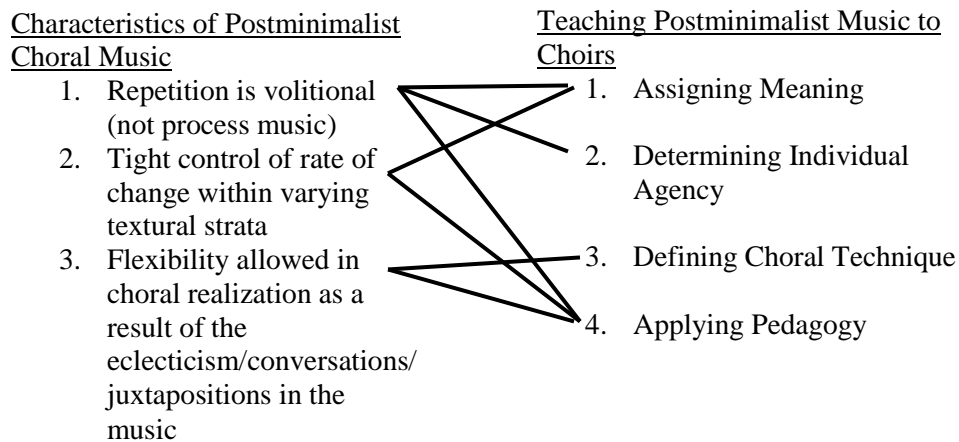 Characteristics of Postminimalist
Choral Music
1. Repetition is volitional
(not process music)
2. Tight control of rate of
change within varying
textural strata
3. Flexibility allowed in
choral realization as a
result of the
eclecticism/conversations/
juxtapositions in the
music
Teaching Postminimalist Music to
Choirs
1. Assigning Meaning
2. Determining Individual
Agency
3. Defining Choral Technique
4. Applying Pedagogy